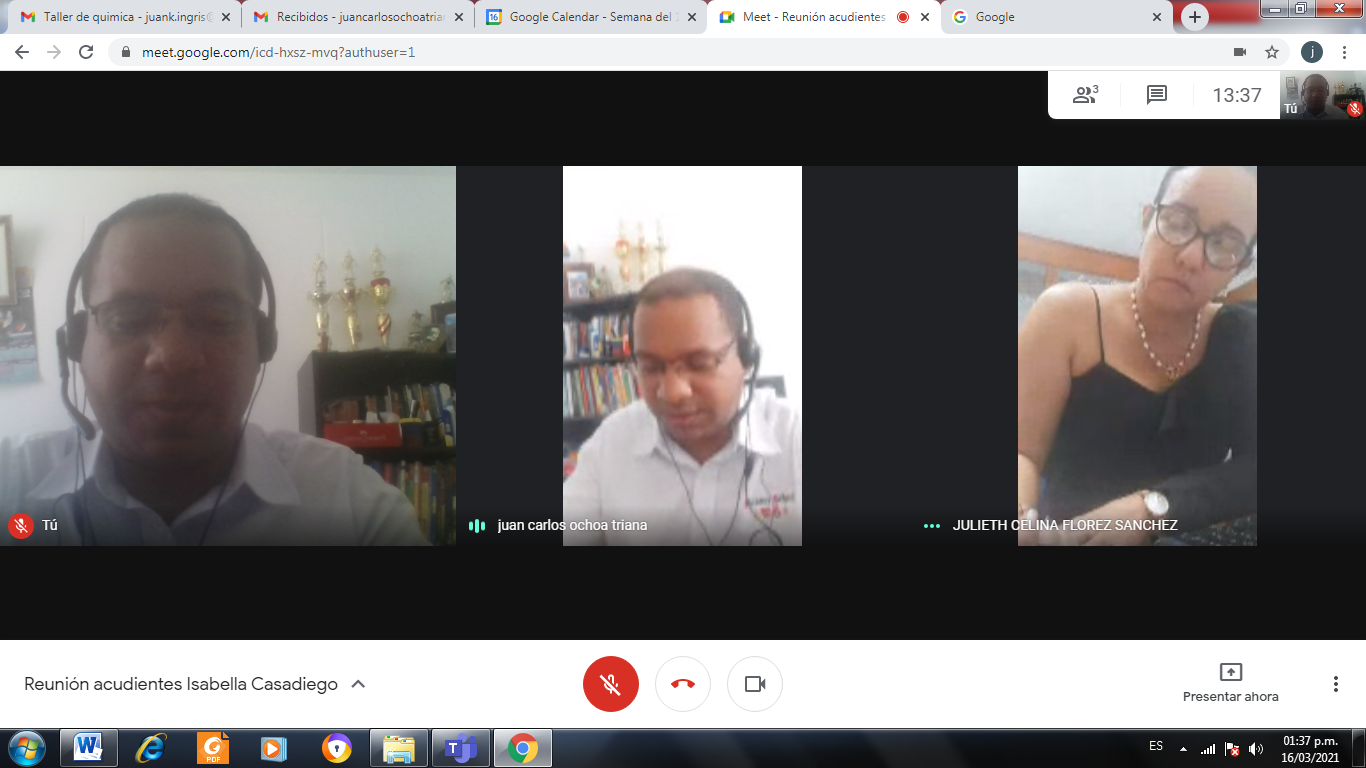 Taller de quimica - juank.ingris@
Recibidos - juancarlosochoatria
Google Calendar - Semana del
Meet - Reunión acudientes
Google
meet.google.com/icd-hxsz-mvq?authuser=1
j
3
13:37
Tú
Tú
juan carlos ochoa triana
JULIETH CELINA FLOREZ SANCHEZ
Reunión acudientes Isabella Casadiego
Presentar ahora
ES
01:37 p.m.
16/03/2021